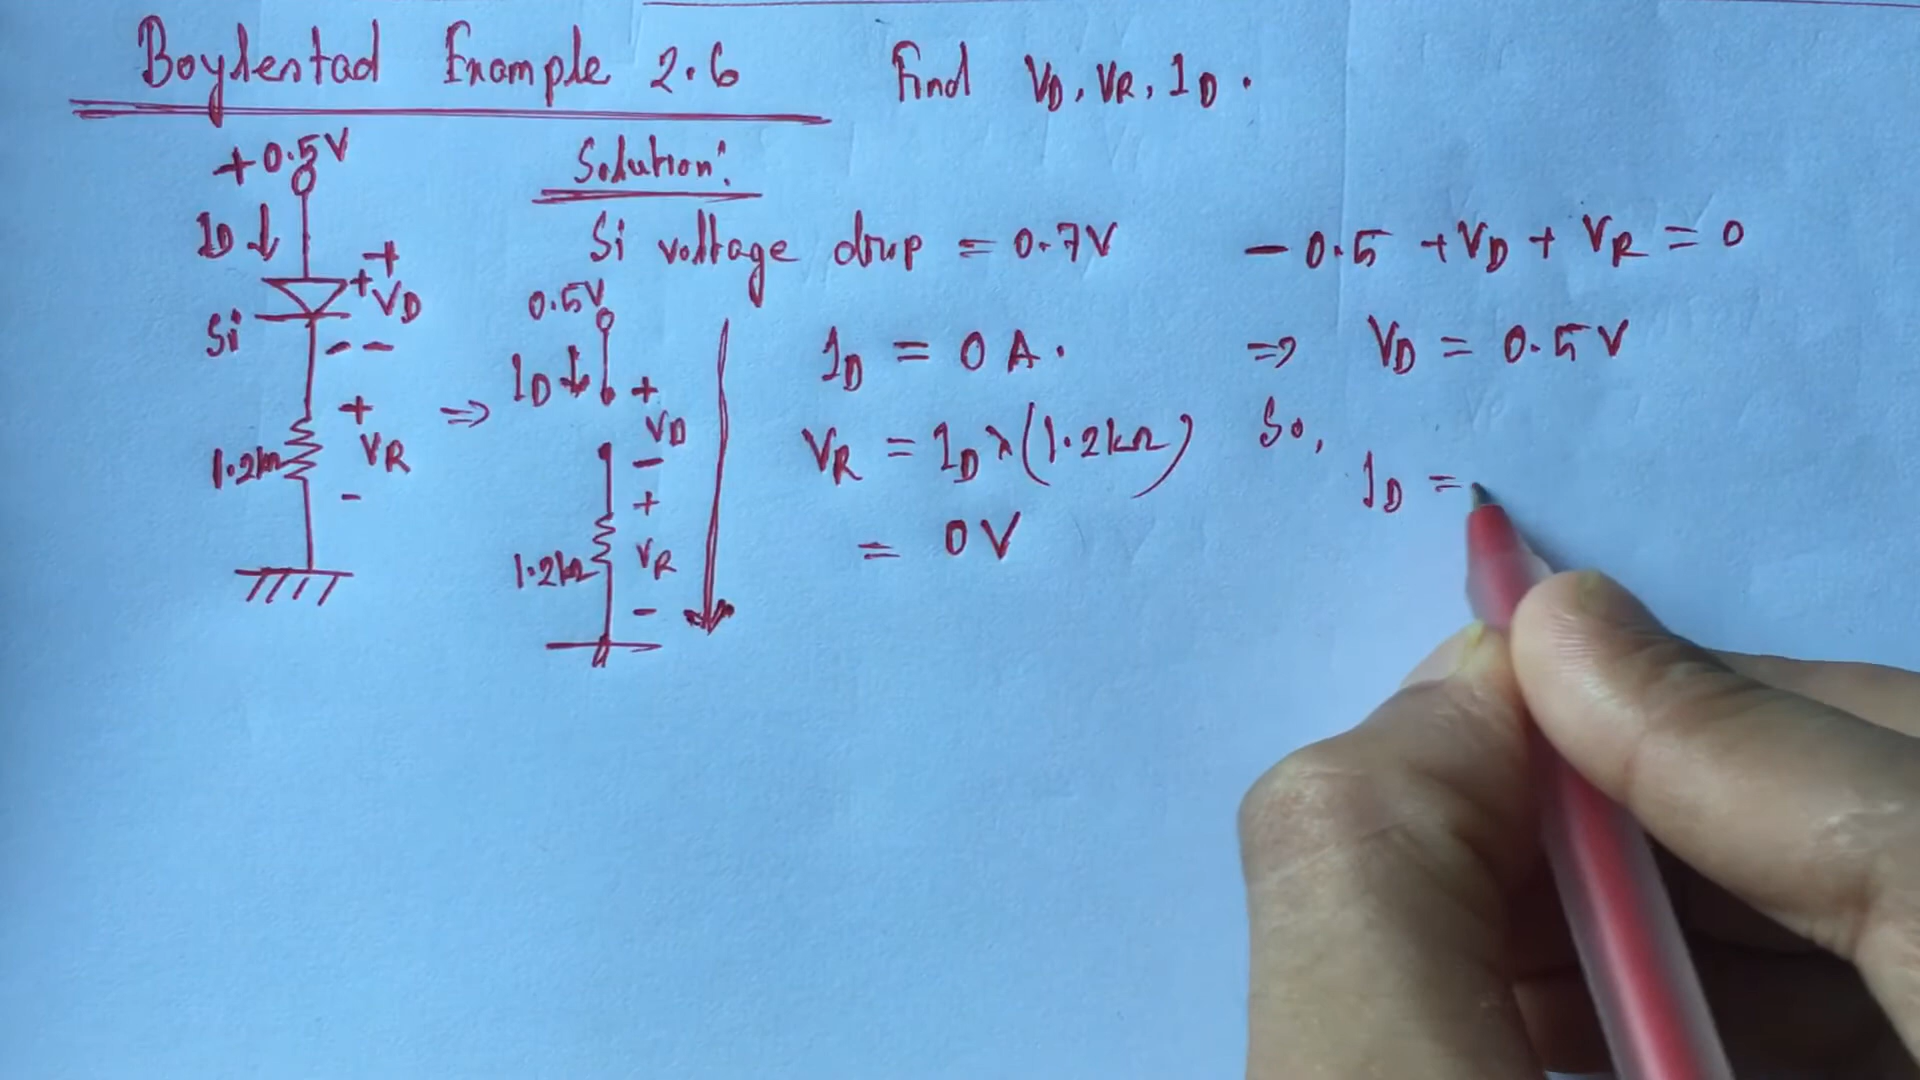 Boylestad Example 2.6
Find VD, VR, ID.
+0.5V
ID ↓
+
+
VD
Si
- -
+
VR
1.2kΩ
-
⇒
Solution:
Si voltage drop = 0.7V
0.5V
ID ↓
+
VD
-
+
VR
1.2kΩ
-
ID = 0 A.
VR = ID × (1.2kΩ)
= 0V
-0.5 + VD + VR = 0
⇒ VD = 0.5V
So,
ID =